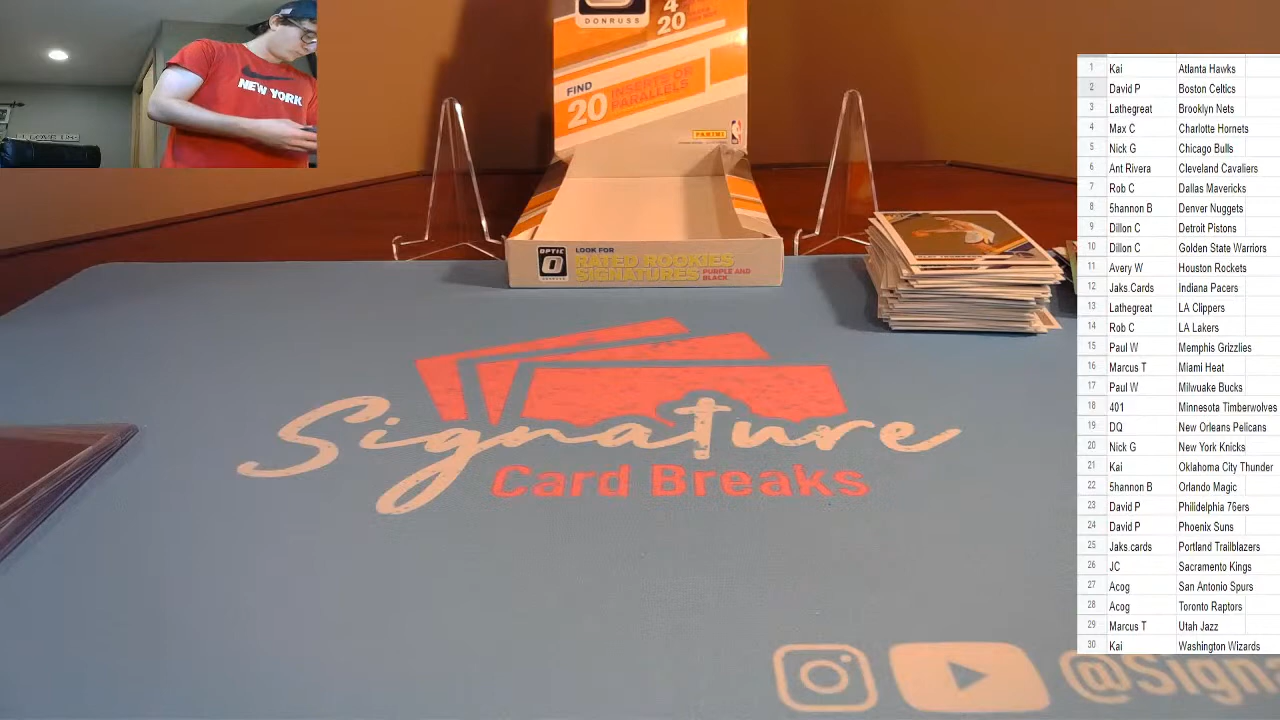 NEW YORK
DONRUSS
4
20
FIND
20 INSERTS OR
PARALLELS
PANINI
OPTIC
LOOK FOR
RATED ROOKIES
SIGNATURES PURPLE AND
BLACK
Signature
Card Breaks
@Signa
1 Kai Atlanta Hawks
2 David P Boston Celtics
3 Lathegreat Brooklyn Nets
4 Max C Charlotte Hornets
5 Nick G Chicago Bulls
6 Ant Rivera Cleveland Cavaliers
7 Rob C Dallas Mavericks
8 5hannon B Denver Nuggets
9 Dillon C Detroit Pistons
10 Dillon C Golden State Warriors
11 Avery W Houston Rockets
12 Jaks Cards Indiana Pacers
13 Lathegreat LA Clippers
14 Rob C LA Lakers
15 Paul W Memphis Grizzlies
16 Marcus T Miami Heat
17 Paul W Milwuake Bucks
18 401 Minnesota Timberwolves
19 DQ New Orleans Pelicans
20 Nick G New York Knicks
21 Kai Oklahoma City Thunder
22 5hannon B Orlando Magic
23 David P Philidelphia 76ers
24 David P Phoenix Suns
25 Jaks.cards Portland Trailblazers
26 JC Sacramento Kings
27 Acog San Antonio Spurs
28 Acog Toronto Raptors
29 Marcus T Utah Jazz
30 Kai Washington Wizards